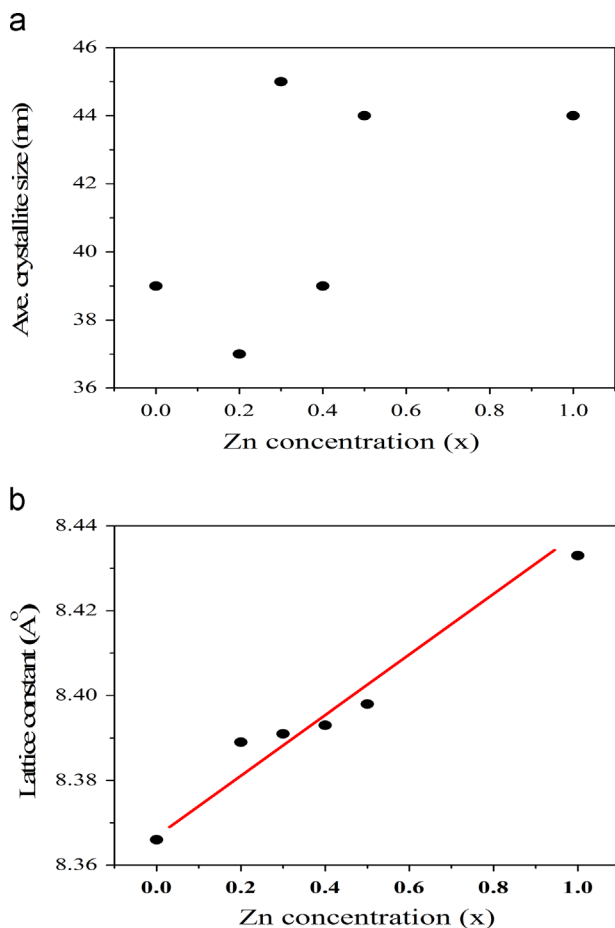 a
46
44
42
40
38
36
Ave. crystallite size (nm)
0.0 0.2 0.4 0.6 0.8 1.0
Zn concentration (x)
b
8.44
8.42
8.40
8.38
8.36
Lattice constant (A°)
0.0 0.2 0.4 0.6 0.8 1.0
Zn concentration (x)